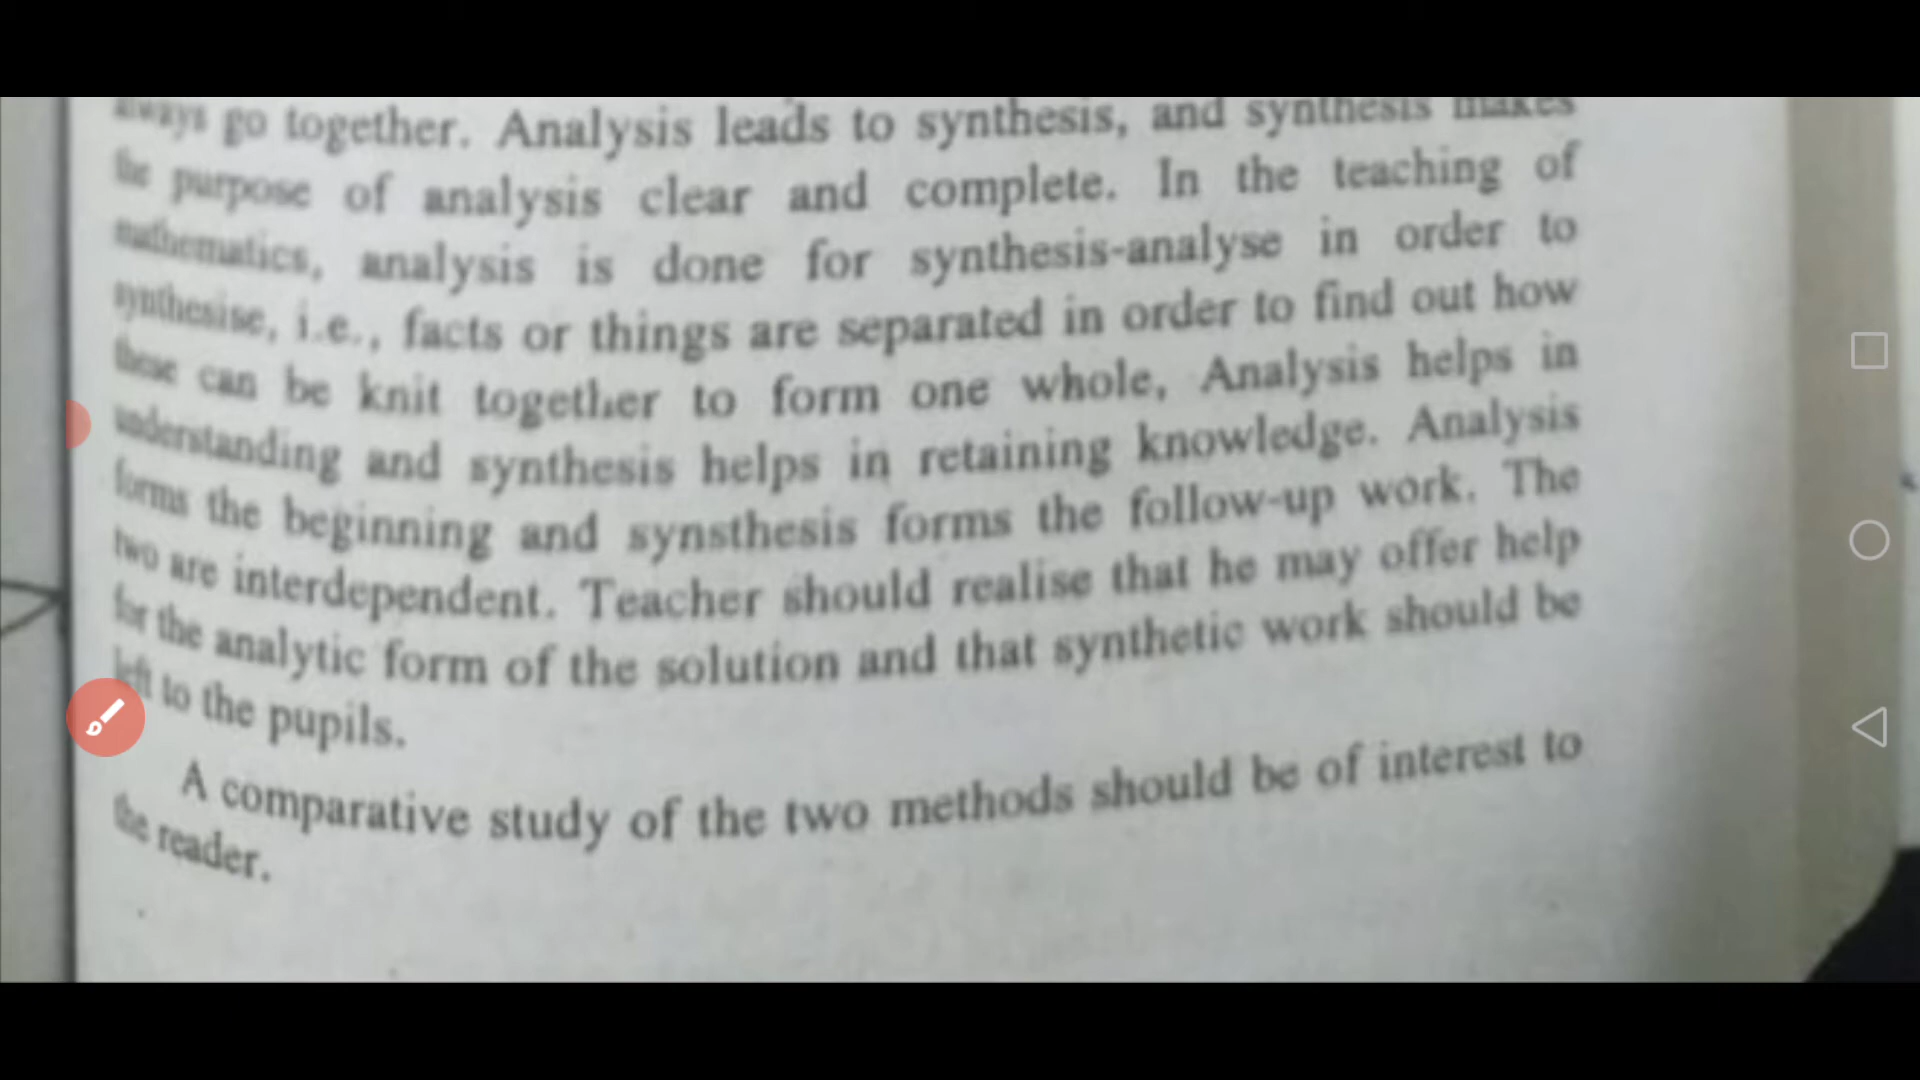 always go together. Analysis leads to synthesis, and synthesis makes
the purpose of analysis clear and complete. In the teaching of
mathematics, analysis is done for synthesis-analyse in order to
synthesise, i.e., facts or things are separated in order to find out how
these can be knit together to form one whole, Analysis helps in
understanding and synthesis helps in retaining knowledge. Analysis
forms the beginning and synsthesis forms the follow-up work. The
two are interdependent. Teacher should realise that he may offer help
for the analytic form of the solution and that synthetic work should be
left to the pupils.
A comparative study of the two methods should be of interest to
the reader.